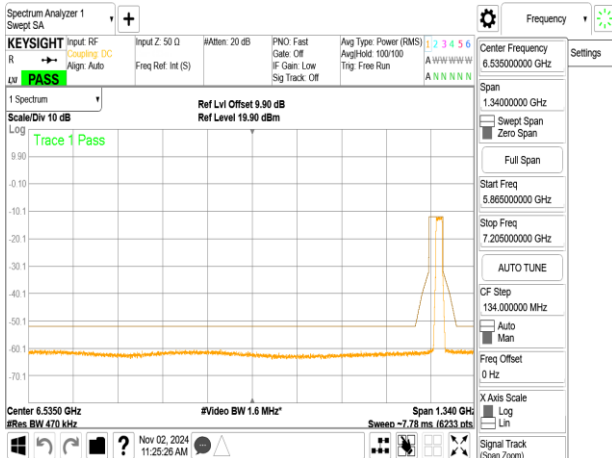 Spectrum Analyzer 1
Swept SA
+
Frequency
KEYSIGHT
R
LXI
PASS
Input: RF
Coupling: DC
Align: Auto
Input Z: 50 Ω
Freq Ref: Int (S)
#Atten: 20 dB
PNO: Fast
Gate: Off
IF Gain: Low
Sig Track: Off
Avg Type: Power (RMS)
Avg|Hold: 100/100
Trig: Free Run
1 2 3 4 5 6
A W W W W W
A N N N N N
1 Spectrum
Scale/Div 10 dB
Ref Lvl Offset 9.90 dB
Ref Level 19.90 dBm
Log
Trace 1 Pass
9.90
-0.10
-10.1
-20.1
-30.1
-40.1
-50.1
-60.1
-70.1
Center 6.5350 GHz
#Res BW 470 kHz
#Video BW 1.6 MHz*
Span 1.340 GHz
Sweep ~7.78 ms (6233 pts
?
Nov 02, 2024
11:25:26 AM
Center Frequency
6.535000000 GHz
Settings
Span
1.34000000 GHz
Swept Span
Zero Span
Full Span
Start Freq
5.865000000 GHz
Stop Freq
7.205000000 GHz
AUTO TUNE
CF Step
134.000000 MHz
Auto
Man
Freq Offset
0 Hz
X Axis Scale
Log
Lin
Signal Track
(Span Zoom)